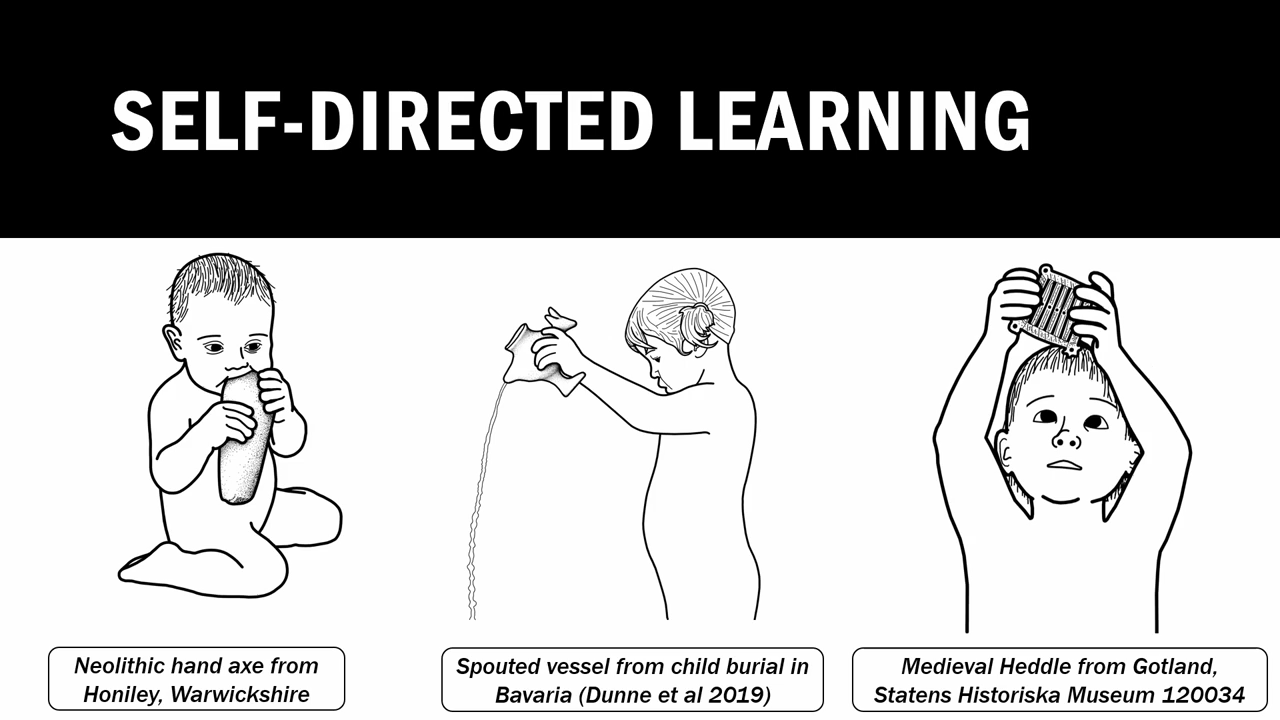 SELF-DIRECTED LEARNING
Neolithic hand axe from
Honiley, Warwickshire
Spouted vessel from child burial in
Bavaria (Dunne et al 2019)
Medieval Heddle from Gotland,
Statens Historiska Museum 120034